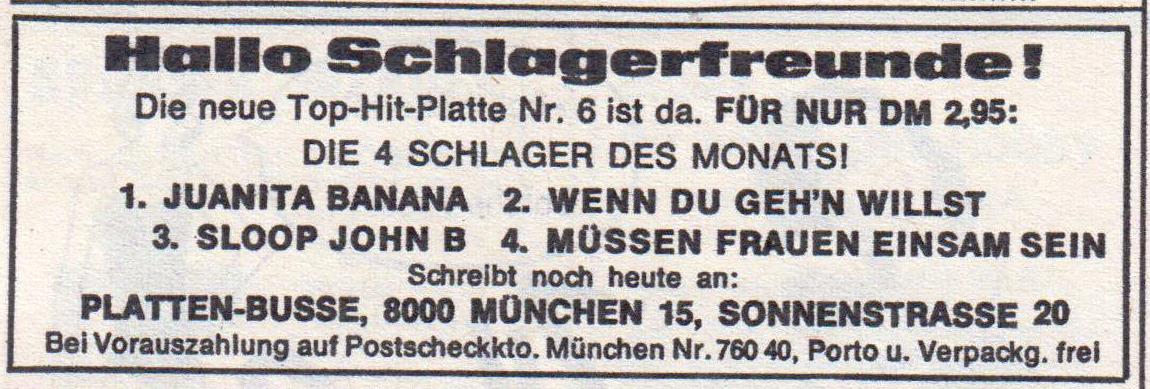 Hallo Schlagerfreunde!
Die neue Top-Hit-Platte Nr. 6 ist da. FÜR NUR DM 2,95:
DIE 4 SCHLAGER DES MONATS!
1. JUANITA BANANA 2. WENN DU GEH'N WILLST
3. SLOOP JOHN B 4. MÜSSEN FRAUEN EINSAM SEIN
Schreibt noch heute an:
PLATTEN-BUSSE, 8000 MÜNCHEN 15, SONNENSTRASSE 20
Bei Vorauszahlung auf Postscheckkto. München Nr. 760 40, Porto u. Verpackg. frei